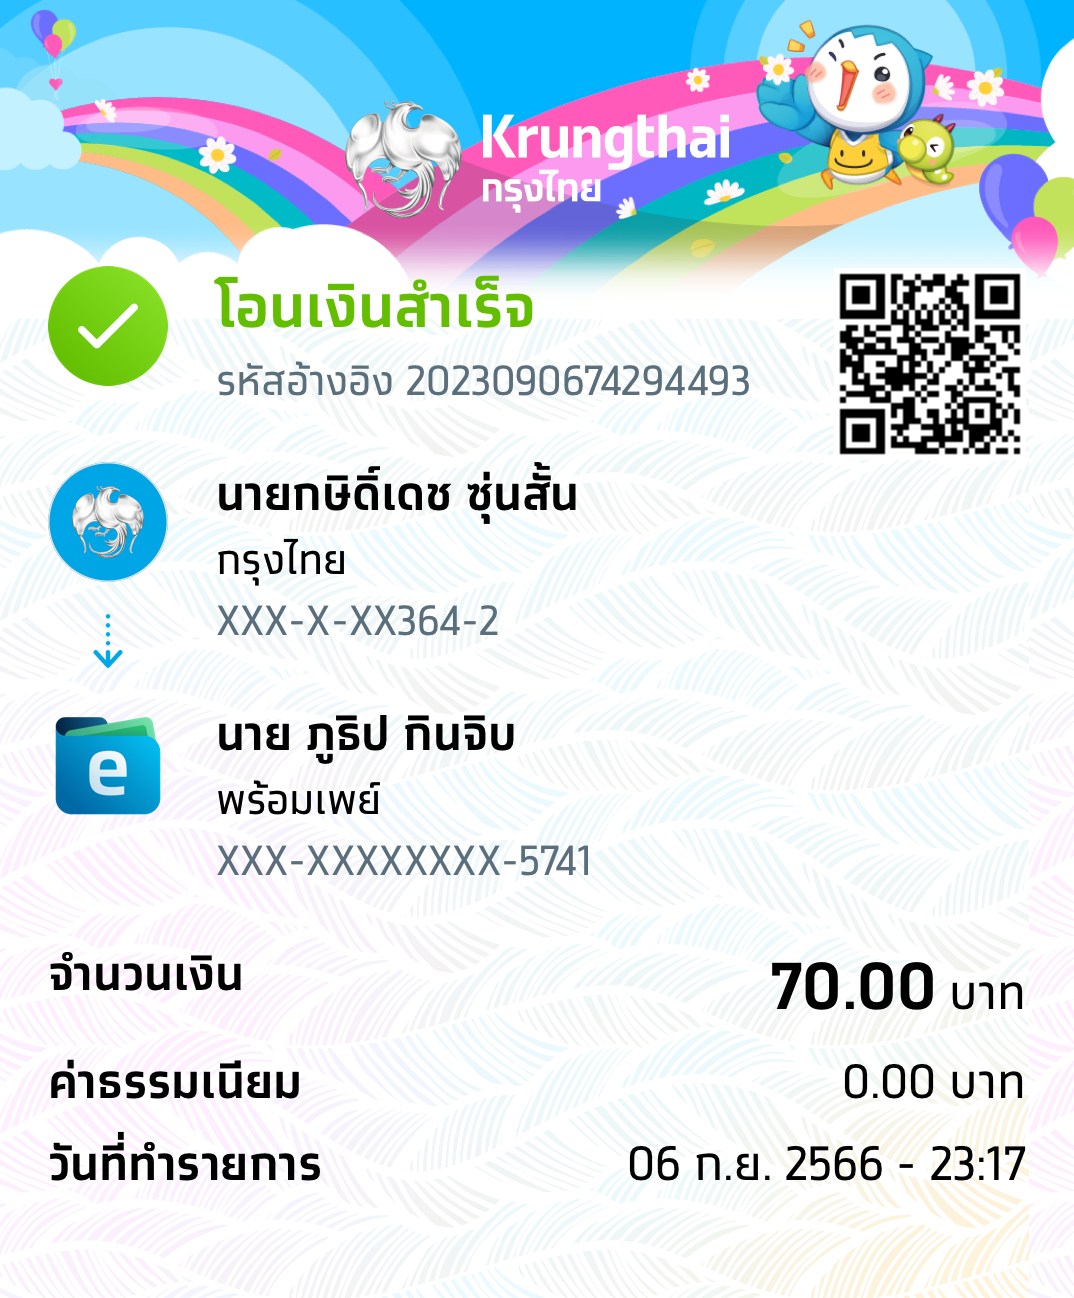 Krungthai
กรุงไทย
โอนเงินสำเร็จ
รหัสอ้างอิง 2023090674294493
นายกษิดิ์เดช ซุ่นสั้น
กรุงไทย
XXX-X-XX364-2
e
นาย ภูธิป กินจิบ
พร้อมเพย์
XXX-XXXXXXXX-5741
จำนวนเงิน 70.00 บาท
ค่าธรรมเนียม 0.00 บาท
วันที่ทำรายการ 06 ก.ย. 2566 - 23:17